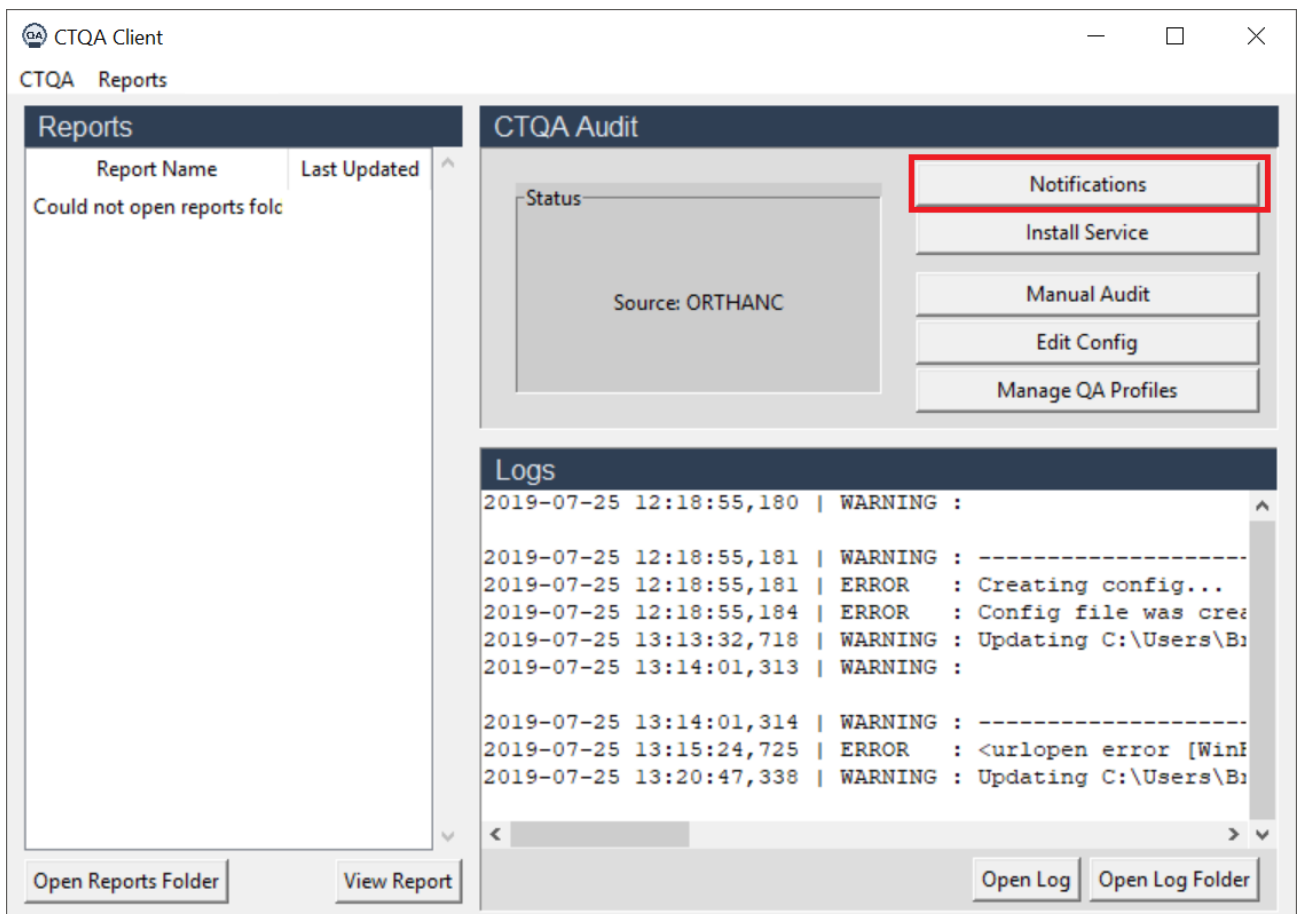 QA CTQA Client
CTQA Reports
Reports
Report Name Last Updated
Could not open reports folc
Open Reports Folder View Report
CTQA Audit
Status
Source: ORTHANC
Notifications
Install Service
Manual Audit
Edit Config
Manage QA Profiles
Logs
2019-07-25 12:18:55,180 | WARNING :
2019-07-25 12:18:55,181 | WARNING : --------------------
2019-07-25 12:18:55,181 | ERROR : Creating config...
2019-07-25 12:18:55,184 | ERROR : Config file was crea
2019-07-25 13:13:32,718 | WARNING : Updating C:\Users\B
2019-07-25 13:14:01,313 | WARNING :
2019-07-25 13:14:01,314 | WARNING : --------------------
2019-07-25 13:15:24,725 | ERROR : <urlopen error [Win
2019-07-25 13:20:47,338 | WARNING : Updating C:\Users\B
Open Log Open Log Folder